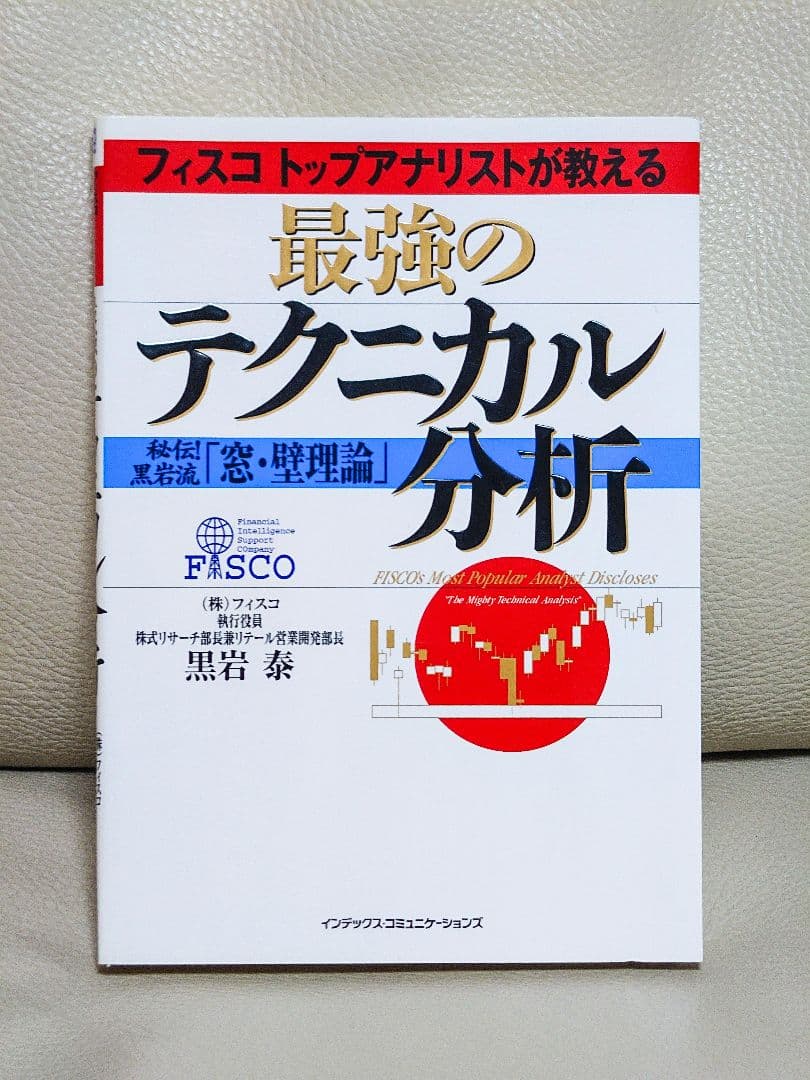 フィスコ トップアナリストが教える
最強の
テクニカル
分析
秘伝!
黒岩流「窓・壁理論」
Financial
Intelligence
Support
COmpany
FISCO
FISCO's Most Popular Analyst Discloses
"The Mighty Technical Analysis"
(株)フィスコ
執行役員
株式リサーチ部長兼リテール営業開発部長
黒岩 泰
インデックス・コミュニケーションズ
(株)フィスコ